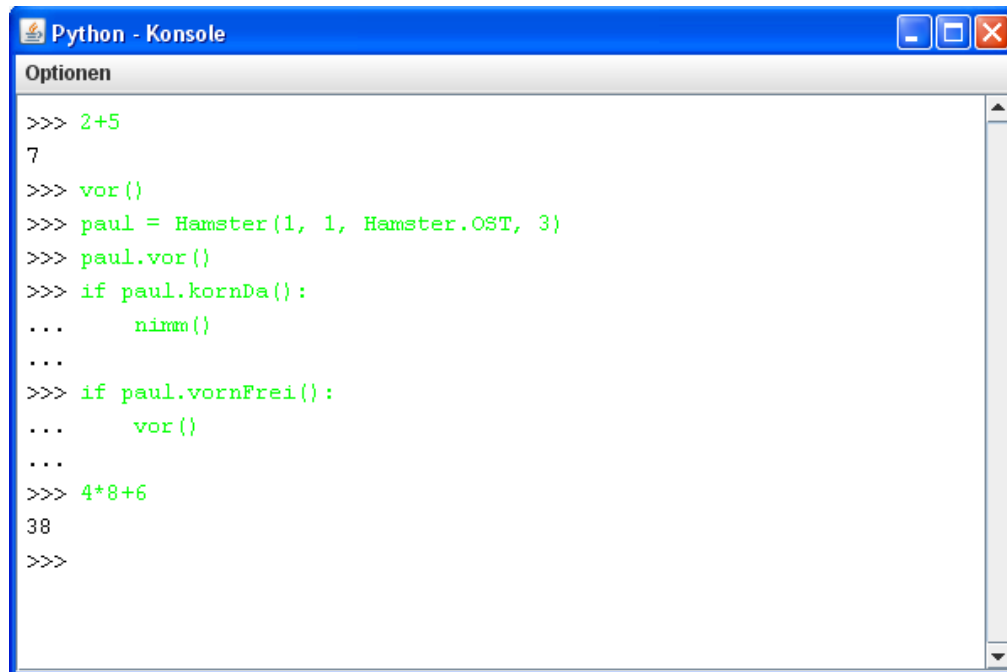 Python - Konsole
Optionen
>>> 2+5
7
>>> vor()
>>> paul = Hamster(1, 1, Hamster.OST, 3)
>>> paul.vor()
>>> if paul.kornDa():
...     nimm()
...
>>> if paul.vornFrei():
...     vor()
...
>>> 4*8+6
38
>>>